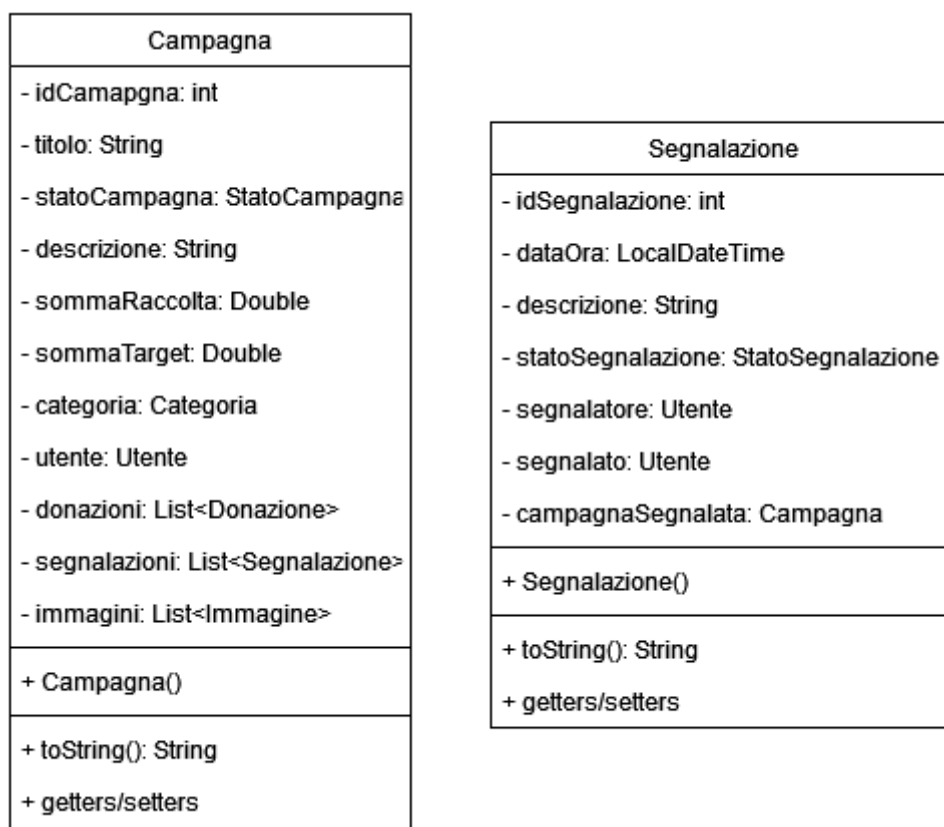 Campagna
- idCamapgna: int
- titolo: String
- statoCampagna: StatoCampagna
- descrizione: String
- sommaRaccolta: Double
- sommaTarget: Double
- categoria: Categoria
- utente: Utente
- donazioni: List<Donazione>
- segnalazioni: List<Segnalazione>
- immagini: List<Immagine>
+ Campagna()
+ toString(): String
+ getters/setters
Segnalazione
- idSegnalazione: int
- dataOra: LocalDateTime
- descrizione: String
- statoSegnalazione: StatoSegnalazione
- segnalatore: Utente
- segnalato: Utente
- campagnaSegnalata: Campagna
+ Segnalazione()
+ toString(): String
+ getters/setters